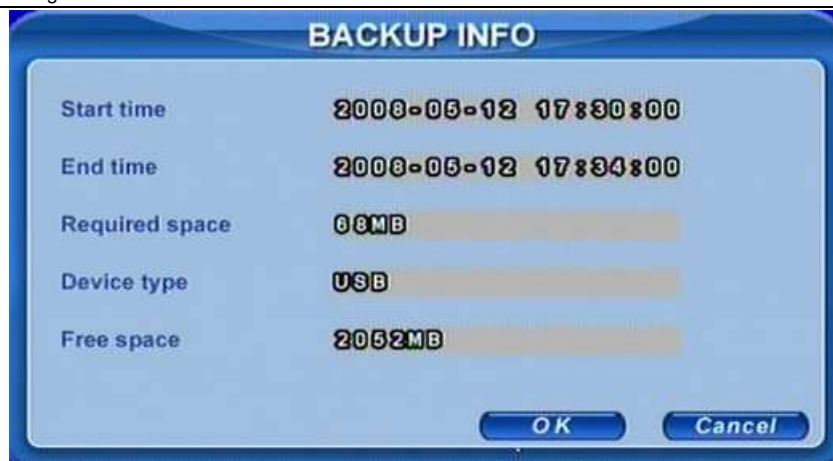 BACKUP INFO
Start time 2008-05-12 17:30:00
End time 2008-05-12 17:34:00
Required space 68MB
Device type USB
Free space 2052MB
OK Cancel